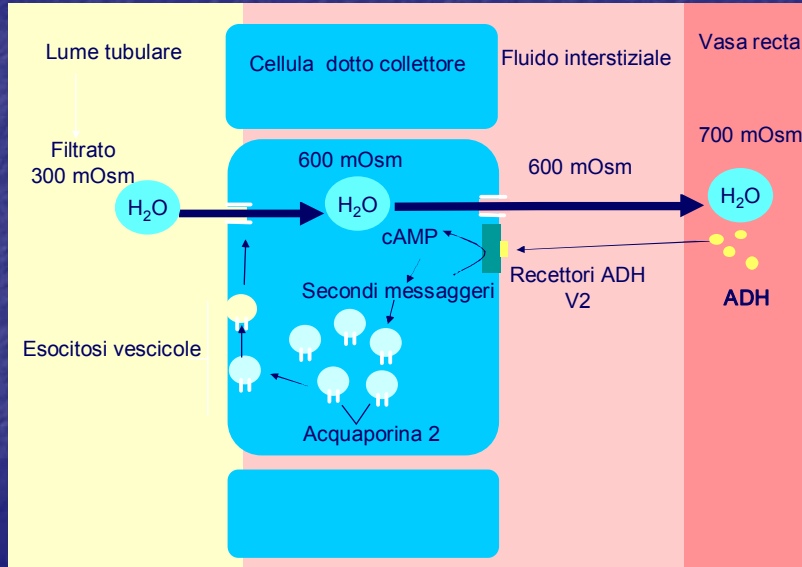 Lume tubulare
Cellula dotto collettore
Fluido interstiziale
Vasa recta
Filtrato
300 mOsm
600 mOsm
600 mOsm
700 mOsm
H2O
H2O
H2O
cAMP
Secondi messaggeri
Recettori ADH
V2
ADH
Esocitosi vescicole
Acquaporina 2